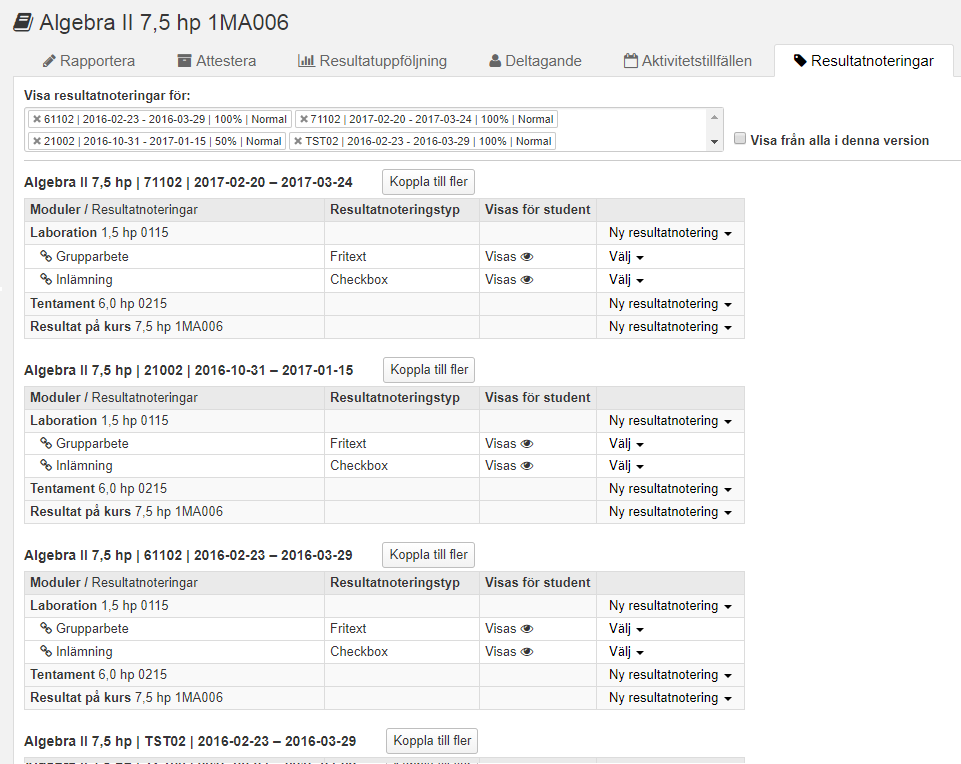 Algebra II 7,5 hp 1MA006
Rapportera Attestera Resultatuppföljning Deltagande Aktivitetstillfällen Resultatnoteringar
Visa resultatnoteringar för:
61102 | 2016-02-23 - 2016-03-29 | 100% | Normal 71102 | 2017-02-20 - 2017-03-24 | 100% | Normal
21002 | 2016-10-31 - 2017-01-15 | 50% | Normal TST02 | 2016-02-23 - 2016-03-29 | 100% | Normal
Visa från alla i denna version
Algebra II 7,5 hp | 71102 | 2017-02-20 – 2017-03-24 Koppla till fler
Moduler / Resultatnoteringar Resultatnoteringstyp Visas för student
Laboration 1,5 hp 0115 Ny resultatnotering
Grupparbete Fritext Visas Välj
Inlämning Checkbox Visas Välj
Tentament 6,0 hp 0215 Ny resultatnotering
Resultat på kurs 7,5 hp 1MA006 Ny resultatnotering
Algebra II 7,5 hp | 21002 | 2016-10-31 – 2017-01-15 Koppla till fler
Moduler / Resultatnoteringar Resultatnoteringstyp Visas för student
Laboration 1,5 hp 0115 Ny resultatnotering
Grupparbete Fritext Visas Välj
Inlämning Checkbox Visas Välj
Tentament 6,0 hp 0215 Ny resultatnotering
Resultat på kurs 7,5 hp 1MA006 Ny resultatnotering
Algebra II 7,5 hp | 61102 | 2016-02-23 – 2016-03-29 Koppla till fler
Moduler / Resultatnoteringar Resultatnoteringstyp Visas för student
Laboration 1,5 hp 0115 Ny resultatnotering
Grupparbete Fritext Visas Välj
Inlämning Checkbox Visas Välj
Tentament 6,0 hp 0215 Ny resultatnotering
Resultat på kurs 7,5 hp 1MA006 Ny resultatnotering
Algebra II 7,5 hp | TST02 | 2016-02-23 – 2016-03-29 Koppla till fler